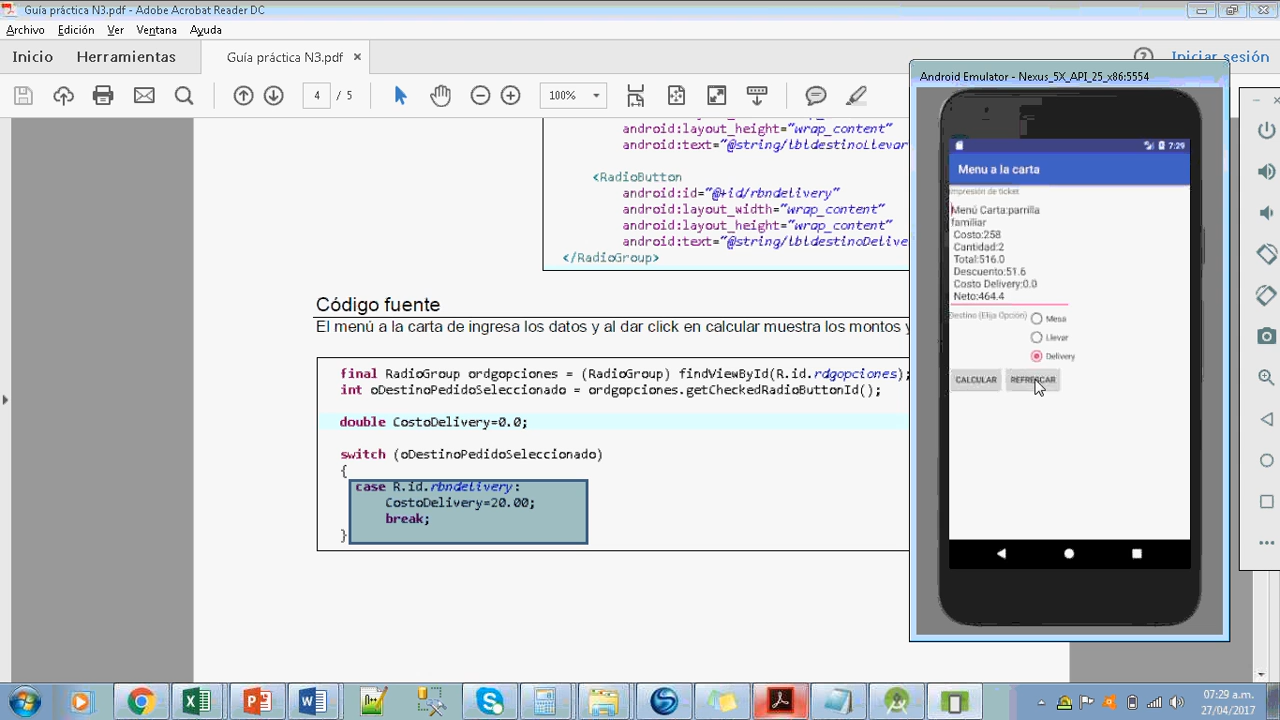 Guía práctica N3.pdf - Adobe Acrobat Reader DC
Archivo Edición Ver Ventana Ayuda
Inicio Herramientas Guía práctica N3.pdf × Iniciar sesión
4 / 5 100%
android:layout_height="wrap_content"
android:text="@string/lbldestinoLlevar
<RadioButton
android:id="@+id/rbndelivery"
android:layout_width="wrap_content"
android:layout_height="wrap_content"
android:text="@string/lbldestinoDelive
</RadioGroup>
Código fuente
El menú a la carta de ingresa los datos y al dar click en calcular muestra los montos y
final RadioGroup ordgopciones = (RadioGroup) findViewById(R.id.rdgopciones);
int oDestinoPedidoSeleccionado = ordgopciones.getCheckedRadioButtonId();
double CostoDelivery=0.0;
switch (oDestinoPedidoSeleccionado)
{
case R.id.rbndelivery:
CostoDelivery=20.00;
break;
}
Android Emulator - Nexus_5X_API_25_x86:5554
7:29
Menu a la carta
Impresión de ticket
Menú Carta:parrilla
familiar
Costo:258
Cantidad:2
Total:516.0
Descuento:51.6
Costo Delivery:0.0
Neto:464.4
Destino (Elija Opción)
Mesa
Llevar
Delivery
CALCULAR REFRESCAR
07:29 a.m.
27/04/2017